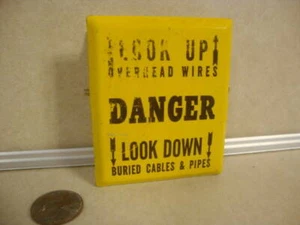 LOOK UP
OVERHEAD WIRES
DANGER
LOOK DOWN
BURIED CABLES & PIPES